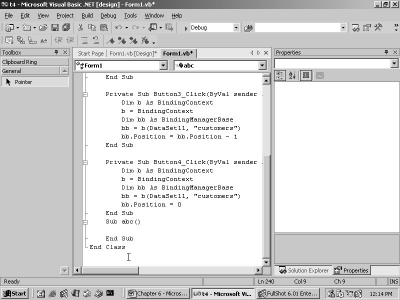 t4 - Microsoft Visual Basic .NET [design] - Form1.vb*
File Edit View Project Build Debug Tools Window Help
Debug
Toolbox
Start Page Form1.vb [Design]* Form1.vb*
Properties
Clipboard Ring
General
Pointer
Form1
abc
End Sub
Private Sub Button3_Click(ByVal sender
Dim b As BindingContext
b = BindingContext
Dim bb As BindingManagerBase
bb = b(DataSet11, "customers")
bb.Position = bb.Position - 1
End Sub
Private Sub Button4_Click(ByVal sender
Dim b As BindingContext
b = BindingContext
Dim bb As BindingManagerBase
bb = b(DataSet11, "customers")
bb.Position = 0
End Sub
Sub abc()
End Sub
End Class
Solution Explorer Properties
Ready
Ln 240 Col 9 Ch 9 INS
Start
Chapter 6 - Micros...
t4 - Microsoft Visu...
FullShot 6.01 Enter...
12:14 PM